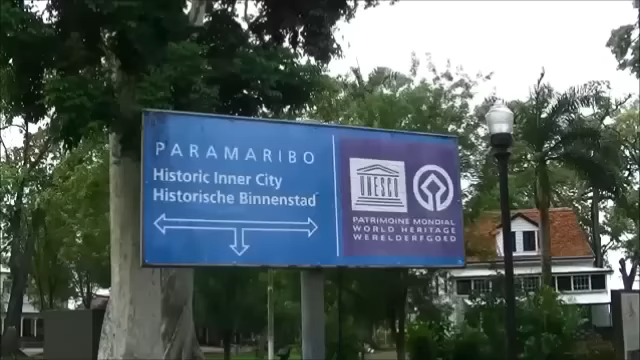 PARAMARIBO
Historic Inner City
Historische Binnenstad
UNESCO
PATRIMOINE MONDIAL
WORLD HERITAGE
WERELDERFGOED